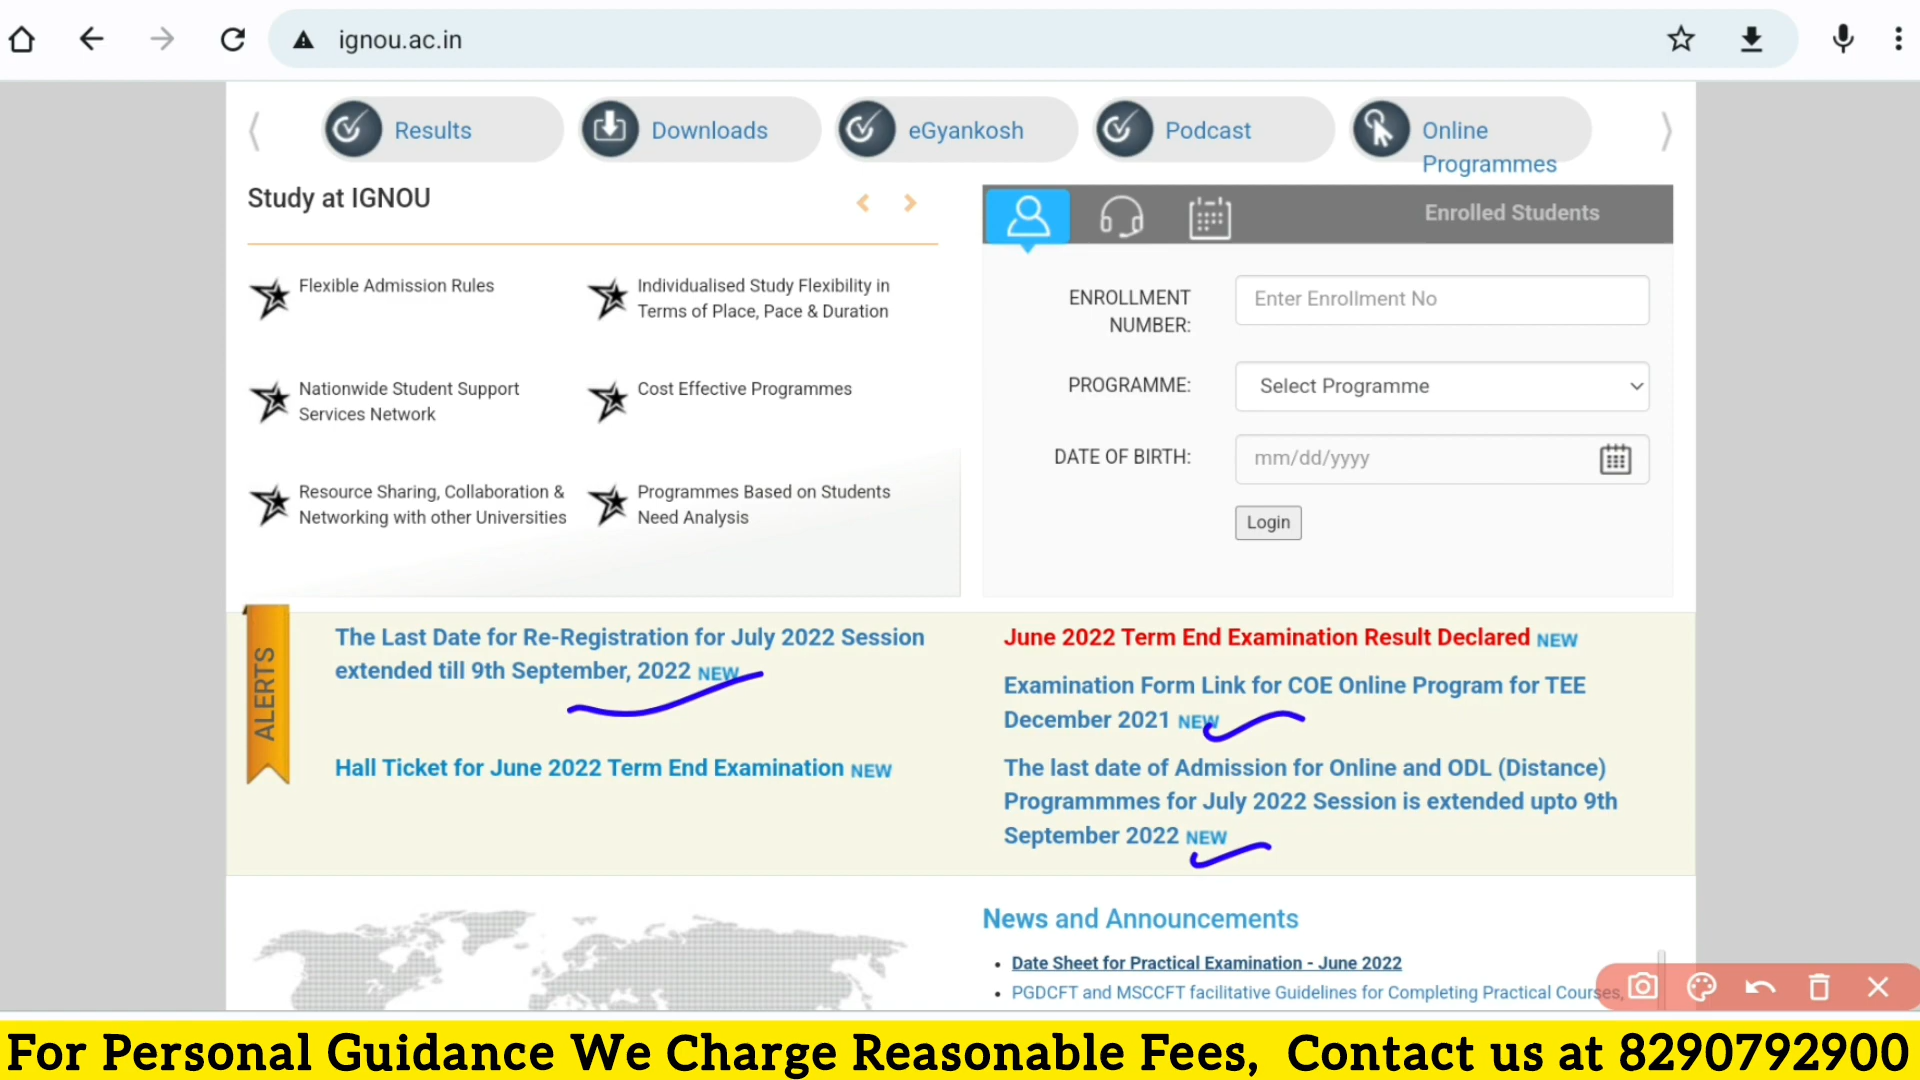 ignou.ac.in
Results
Downloads
eGyankosh
Podcast
Online
Programmes
Study at IGNOU
Flexible Admission Rules
Individualised Study Flexibility in
Terms of Place, Pace & Duration
Nationwide Student Support
Services Network
Cost Effective Programmes
Resource Sharing, Collaboration &
Networking with other Universities
Programmes Based on Students
Need Analysis
Enrolled Students
ENROLLMENT
NUMBER:
Enter Enrollment No
PROGRAMME:
Select Programme
DATE OF BIRTH:
mm/dd/yyyy
Login
ALERTS
The Last Date for Re-Registration for July 2022 Session
extended till 9th September, 2022 NEW
Hall Ticket for June 2022 Term End Examination NEW
June 2022 Term End Examination Result Declared NEW
Examination Form Link for COE Online Program for TEE
December 2021 NEW
The last date of Admission for Online and ODL (Distance)
Programmmes for July 2022 Session is extended upto 9th
September 2022 NEW
News and Announcements
Date Sheet for Practical Examination - June 2022
PGDCFT and MSCCFT facilitative Guidelines for Completing Practical Courses,
For Personal Guidance We Charge Reasonable Fees, Contact us at 8290792900